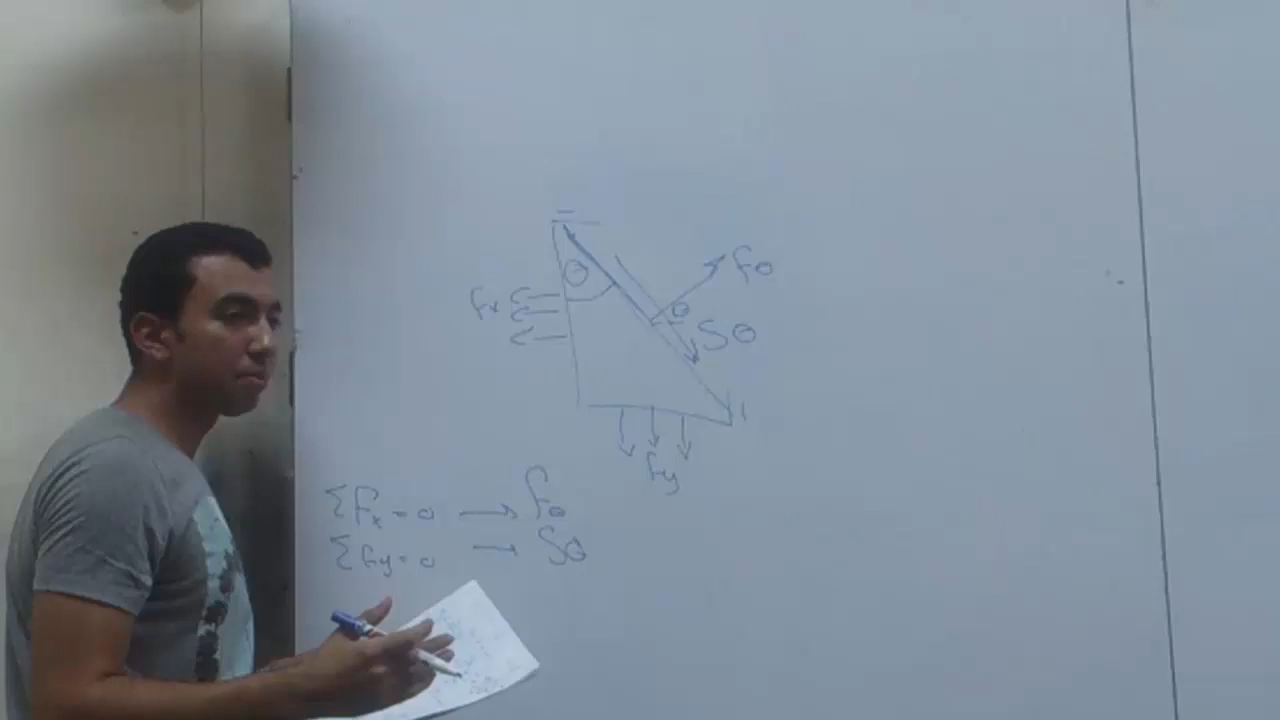 θ
fθ
fx
θ
Sθ
fy
ΣFx = 0 → fθ
ΣFy = 0 → Sθ